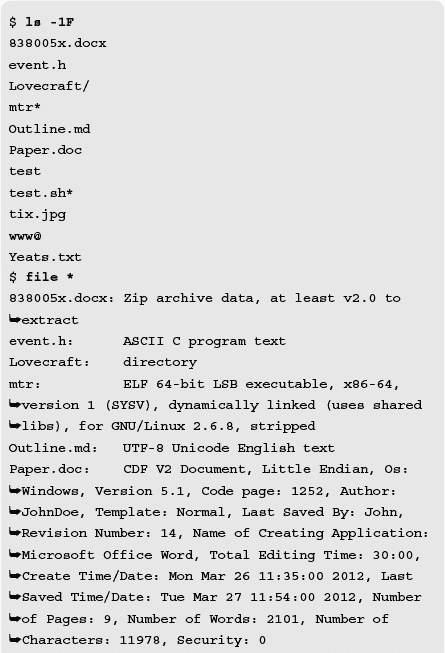 $ ls -1F
838005x.docx
event.h
Lovecraft/
mtr*
Outline.md
Paper.doc
test
test.sh*
tix.jpg
www@
Yeats.txt
$ file *
838005x.docx: Zip archive data, at least v2.0 to
➥extract
event.h:      ASCII C program text
Lovecraft:    directory
mtr:          ELF 64-bit LSB executable, x86-64,
➥version 1 (SYSV), dynamically linked (uses shared
➥libs), for GNU/Linux 2.6.8, stripped
Outline.md:   UTF-8 Unicode English text
Paper.doc:    CDF V2 Document, Little Endian, Os:
➥Windows, Version 5.1, Code page: 1252, Author:
➥JohnDoe, Template: Normal, Last Saved By: John,
➥Revision Number: 14, Name of Creating Application:
➥Microsoft Office Word, Total Editing Time: 30:00,
➥Create Time/Date: Mon Mar 26 11:35:00 2012, Last
➥Saved Time/Date: Tue Mar 27 11:54:00 2012, Number
➥of Pages: 9, Number of Words: 2101, Number of
➥Characters: 11978, Security: 0